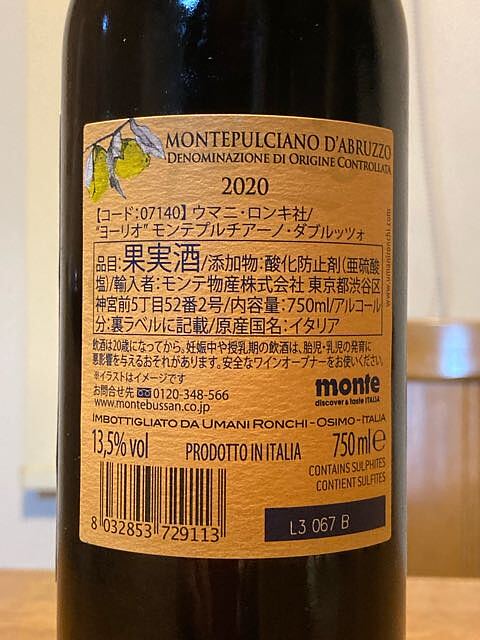 MONTEPULCIANO D'ABRUZZO
DENOMINAZIONE DI ORIGINE CONTROLLATA
2020
【コード:07140】ウマニ・ロンキ社/
"ヨーリオ" モンテプルチアーノ・ダブルッツォ
品目:果実酒/添加物:酸化防止剤(亜硫酸
塩)/輸入者:モンテ物産株式会社 東京都渋谷区
神宮前5丁目52番2号/内容量:750ml/アルコール
分:裏ラベルに記載/原産国名:イタリア
飲酒は20歳になってから。妊娠中や授乳期の飲酒は、胎児・乳児の発育に
悪影響を与えるおそれがあります。安全なワインオープナーをお使いください。
※イラストはイメージです
お問合せ先 0120-348-566
www.montebussan.co.jp
monte
discover & taste ITALIA
IMBOTTIGLIATO DA UMANI RONCHI - OSIMO - ITALIA
13,5% vol PRODOTTO IN ITALIA 750 ml e
CONTAINS SULPHITES
CONTIENT SULFITES
8 032853 729113
L3 067 B
www.umanironchi.com